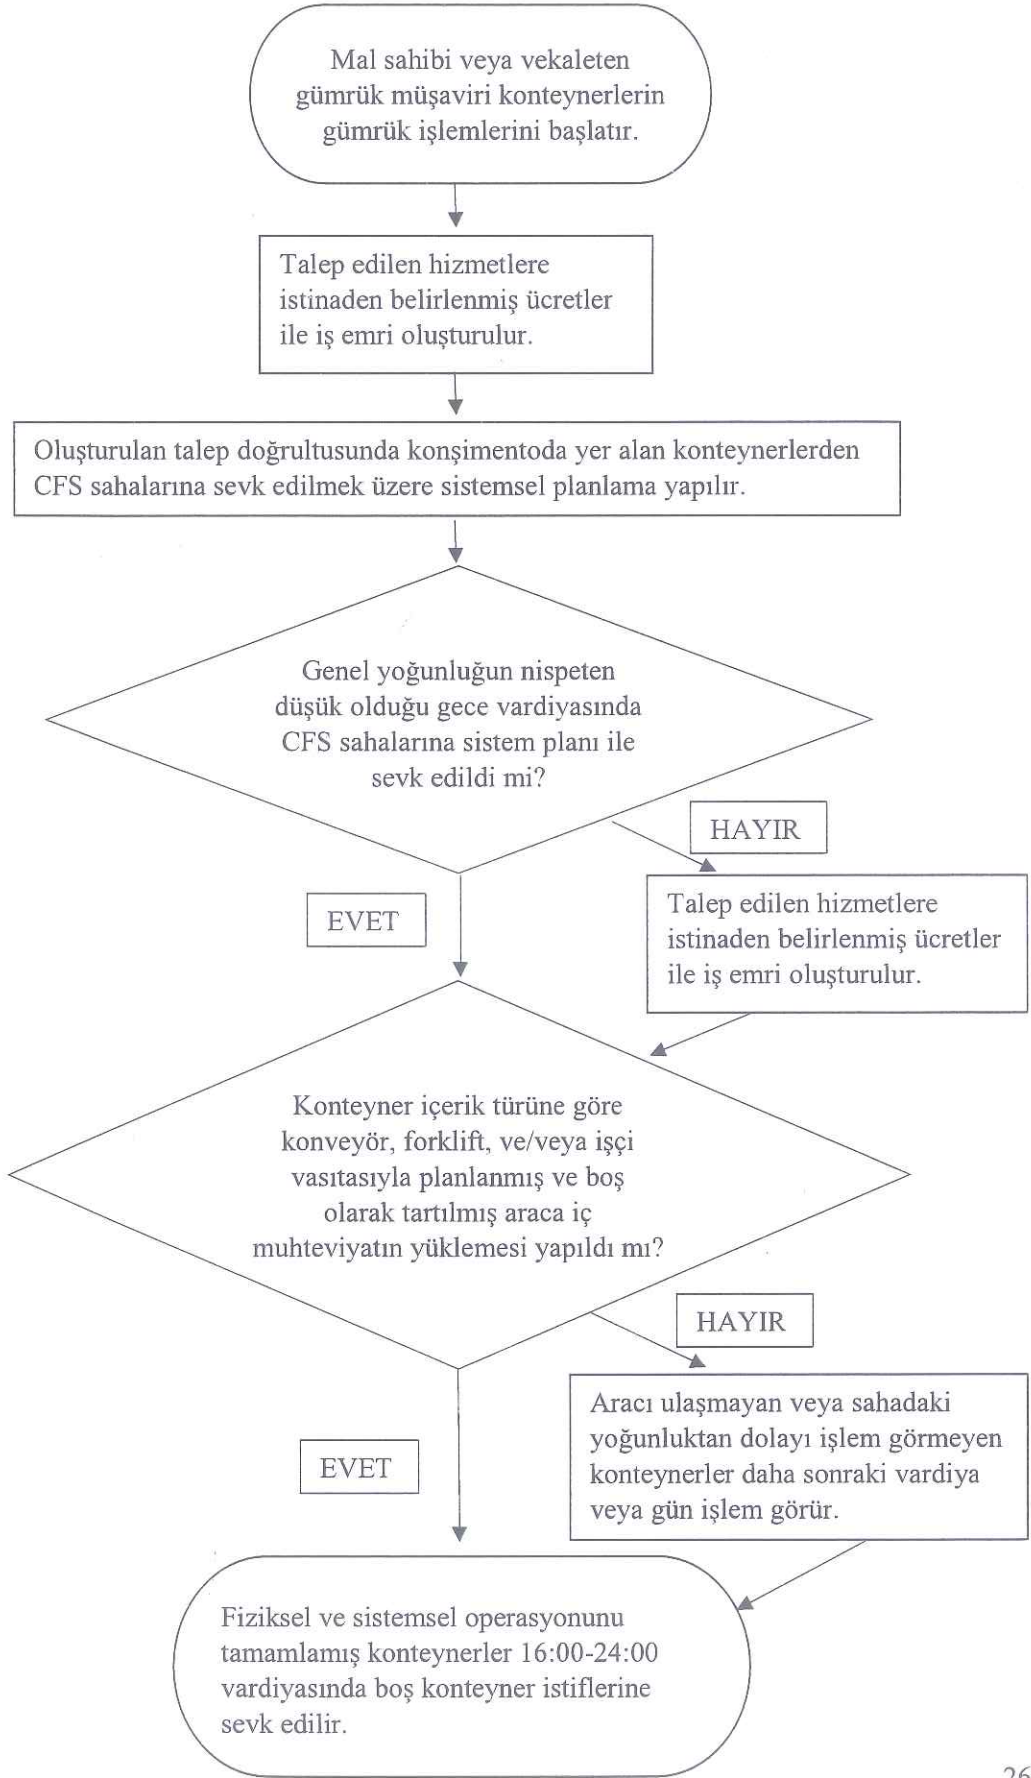 Mal sahibi veya vekaleten
gümrük müşaviri konteynerlerin
gümrük işlemlerini başlatır.
Talep edilen hizmetlere
istinaden belirlenmiş ücretler
ile iş emri oluşturulur.
Oluşturulan talep doğrultusunda konşimentoda yer alan konteynerlerden
CFS sahalarına sevk edilmek üzere sistemsel planlama yapılır.
Genel yoğunluğun nispeten
düşük olduğu gece vardiyasında
CFS sahalarına sistem planı ile
sevk edildi mi?
HAYIR
EVET
Talep edilen hizmetlere
istinaden belirlenmiş ücretler
ile iş emri oluşturulur.
Konteyner içerik türüne göre
konveyör, forklift, ve/veya işçi
vasıtasıyla planlanmış ve boş
olarak tartılmış araca iç
muhteviyatın yüklemesi yapıldı mı?
HAYIR
EVET
Aracı ulaşmayan veya sahadaki
yoğunluktan dolayı işlem görmeyen
konteynerler daha sonraki vardiya
veya gün işlem görür.
Fiziksel ve sistemsel operasyonunu
tamamlamış konteynerler 16:00-24:00
vardiyasında boş konteyner istiflerine
sevk edilir.
26